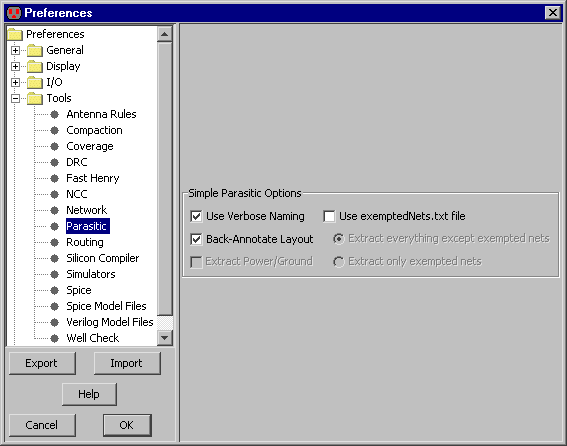 Preferences
Preferences
General
Display
I/O
Tools
Antenna Rules
Compaction
Coverage
DRC
Fast Henry
NCC
Network
Parasitic
Routing
Silicon Compiler
Simulators
Spice
Spice Model Files
Verilog Model Files
Well Check
Export Import
Help
Cancel OK
Simple Parasitic Options
Use Verbose Naming Use exemptedNets.txt file
Back-Annotate Layout Extract everything except exempted nets
Extract Power/Ground Extract only exempted nets